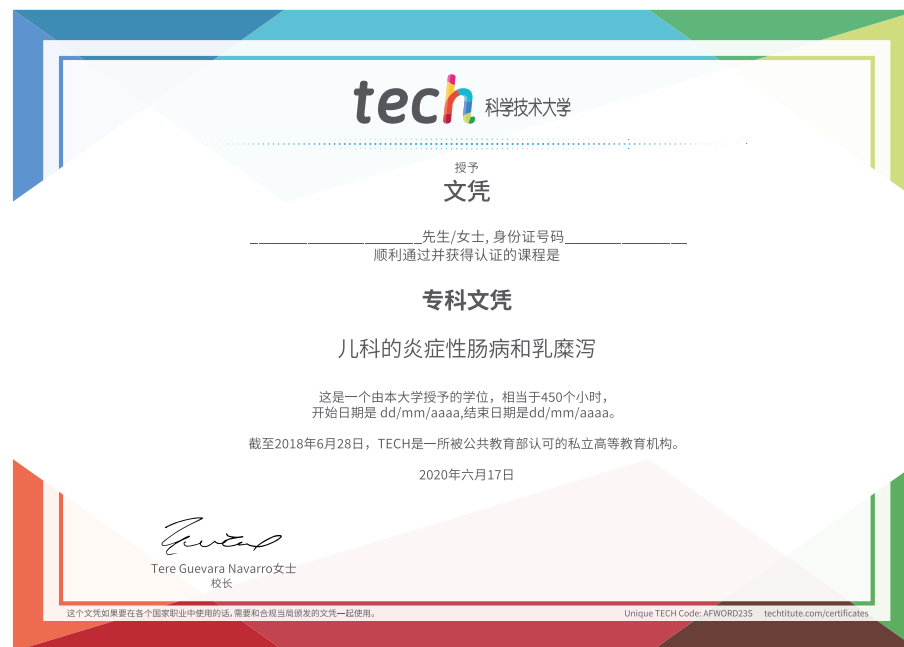 tech 科学技术大学
授予
文凭
______________________先生/女士, 身份证号码________________
顺利通过并获得认证的课程是
专科文凭
儿科的炎症性肠病和乳糜泻
这是一个由本大学授予的学位，相当于450个小时，
开始日期是 dd/mm/aaaa,结束日期是dd/mm/aaaa。
截至2018年6月28日，TECH是一所被公共教育部认可的私立高等教育机构。
2020年六月17日
Tere Guevara Navarro女士
校长
这个文凭如果要在各个国家职业中使用的话,需要和合规当局颁发的文凭一起使用。
Unique TECH Code: AFWORD23S techtitute.com/certificates